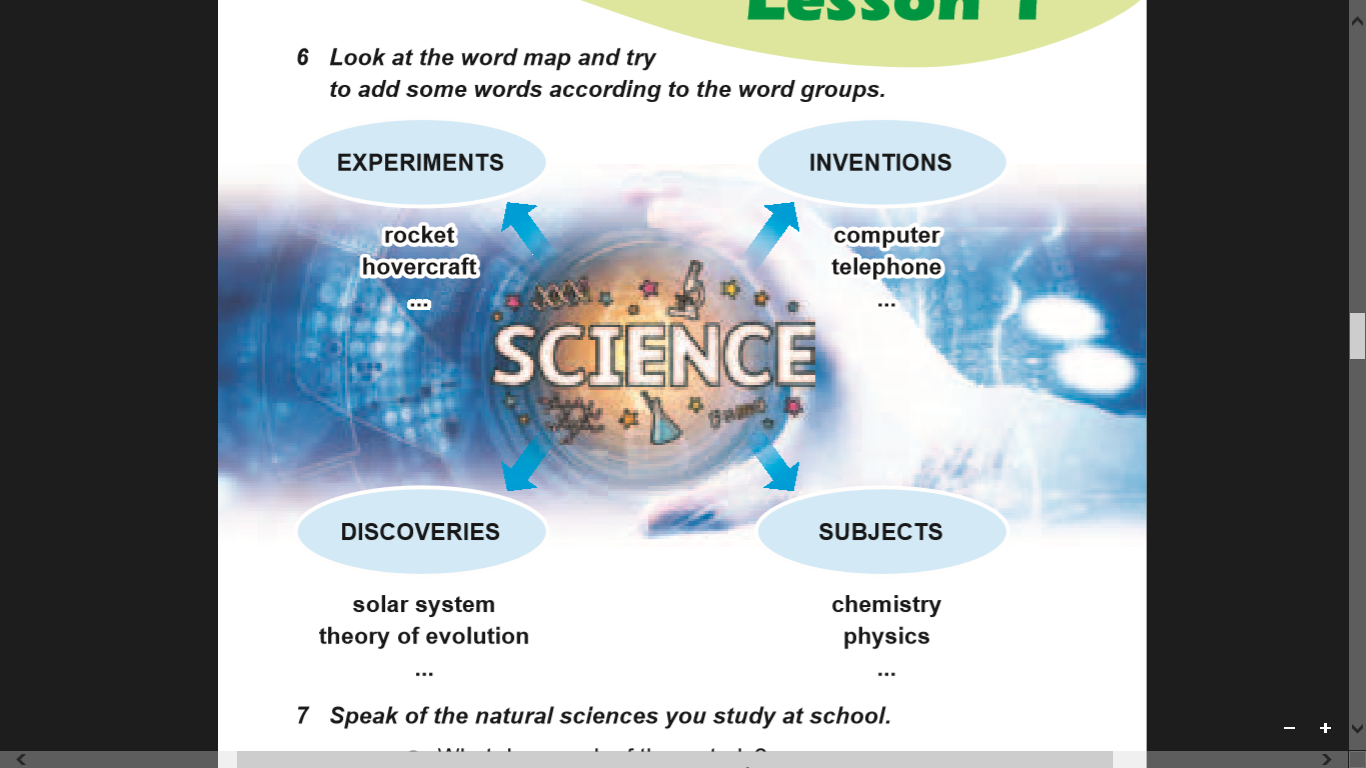 Lesson 1
6 Look at the word map and try
to add some words according to the word groups.
EXPERIMENTS
rocket
hovercraft
...
INVENTIONS
computer
telephone
...
SCIENCE
DISCOVERIES
solar system
theory of evolution
...
SUBJECTS
chemistry
physics
...
7 Speak of the natural sciences you study at school.